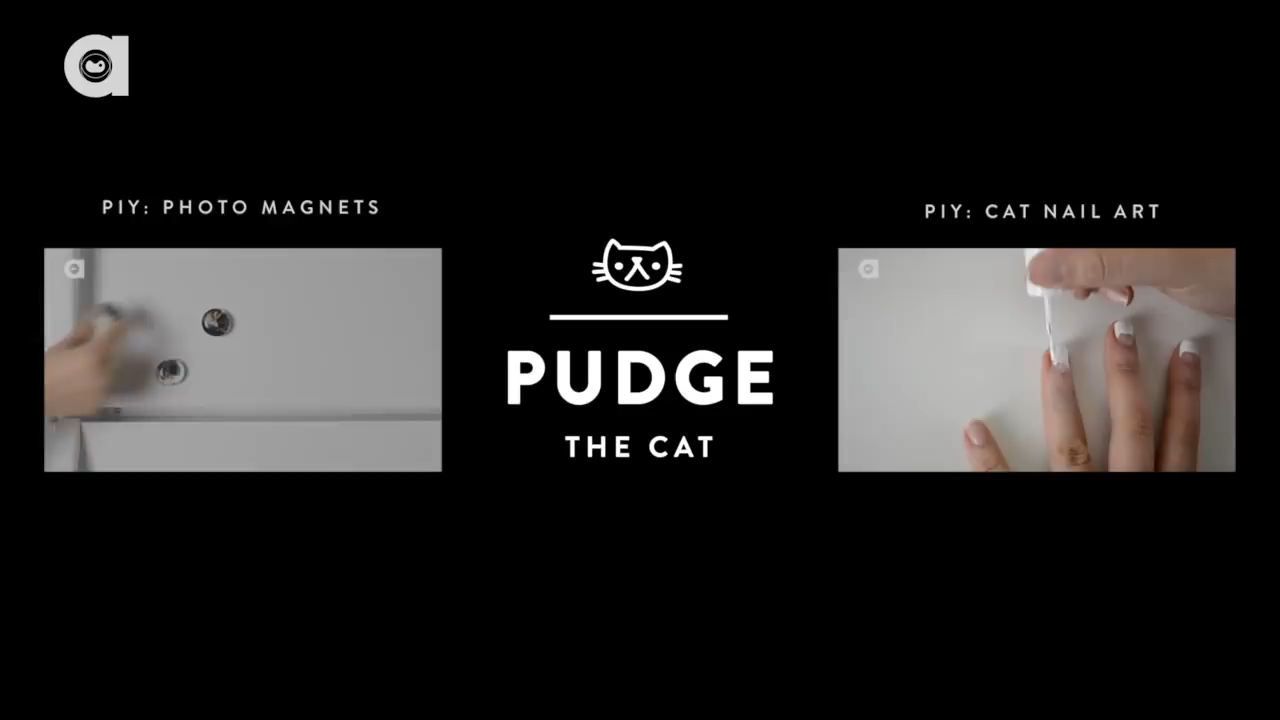 a
PIY: PHOTO MAGNETS
PIY: CAT NAIL ART
PUDGE
THE CAT